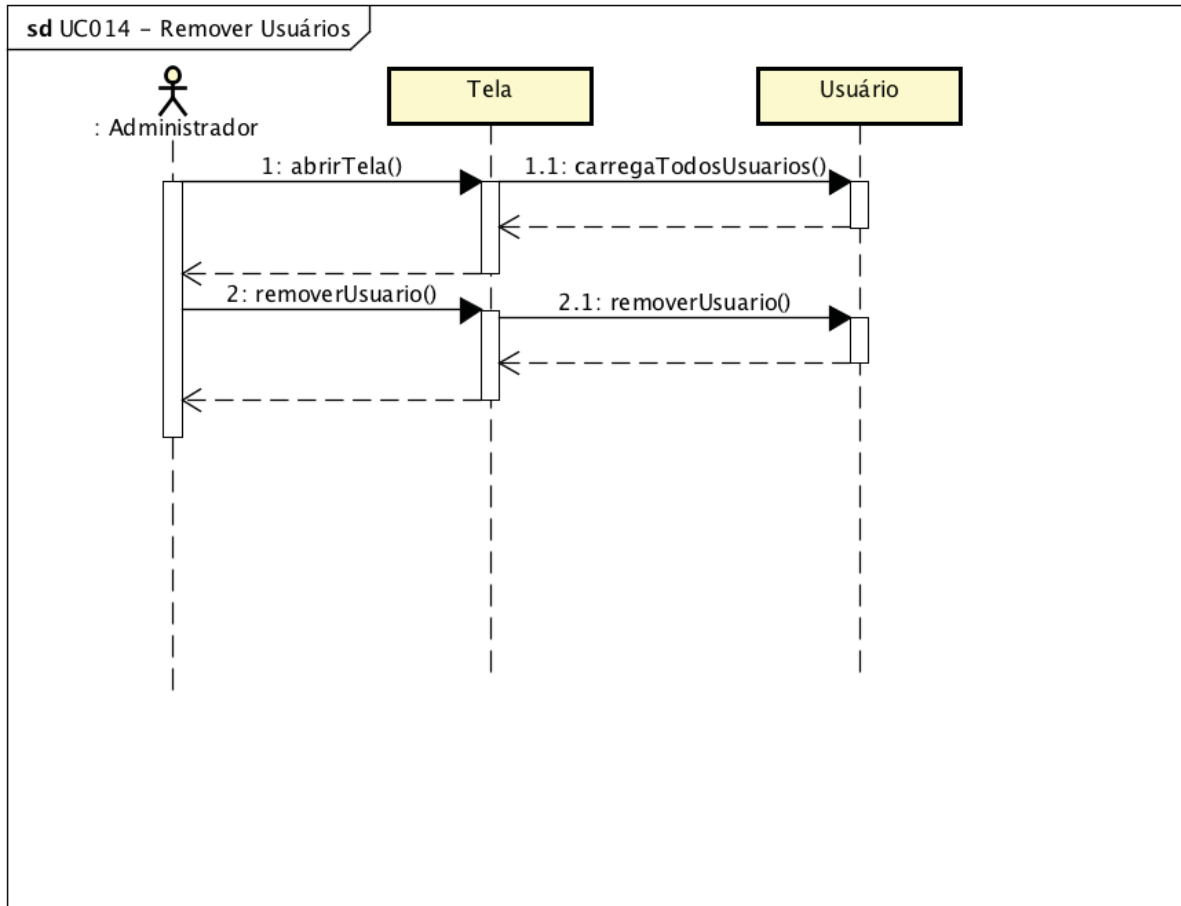 sd UC014 – Remover Usuários
Tela
Usuário
: Administrador
1: abrirTela()
1.1: carregaTodosUsuarios()
2: removerUsuario()
2.1: removerUsuario()